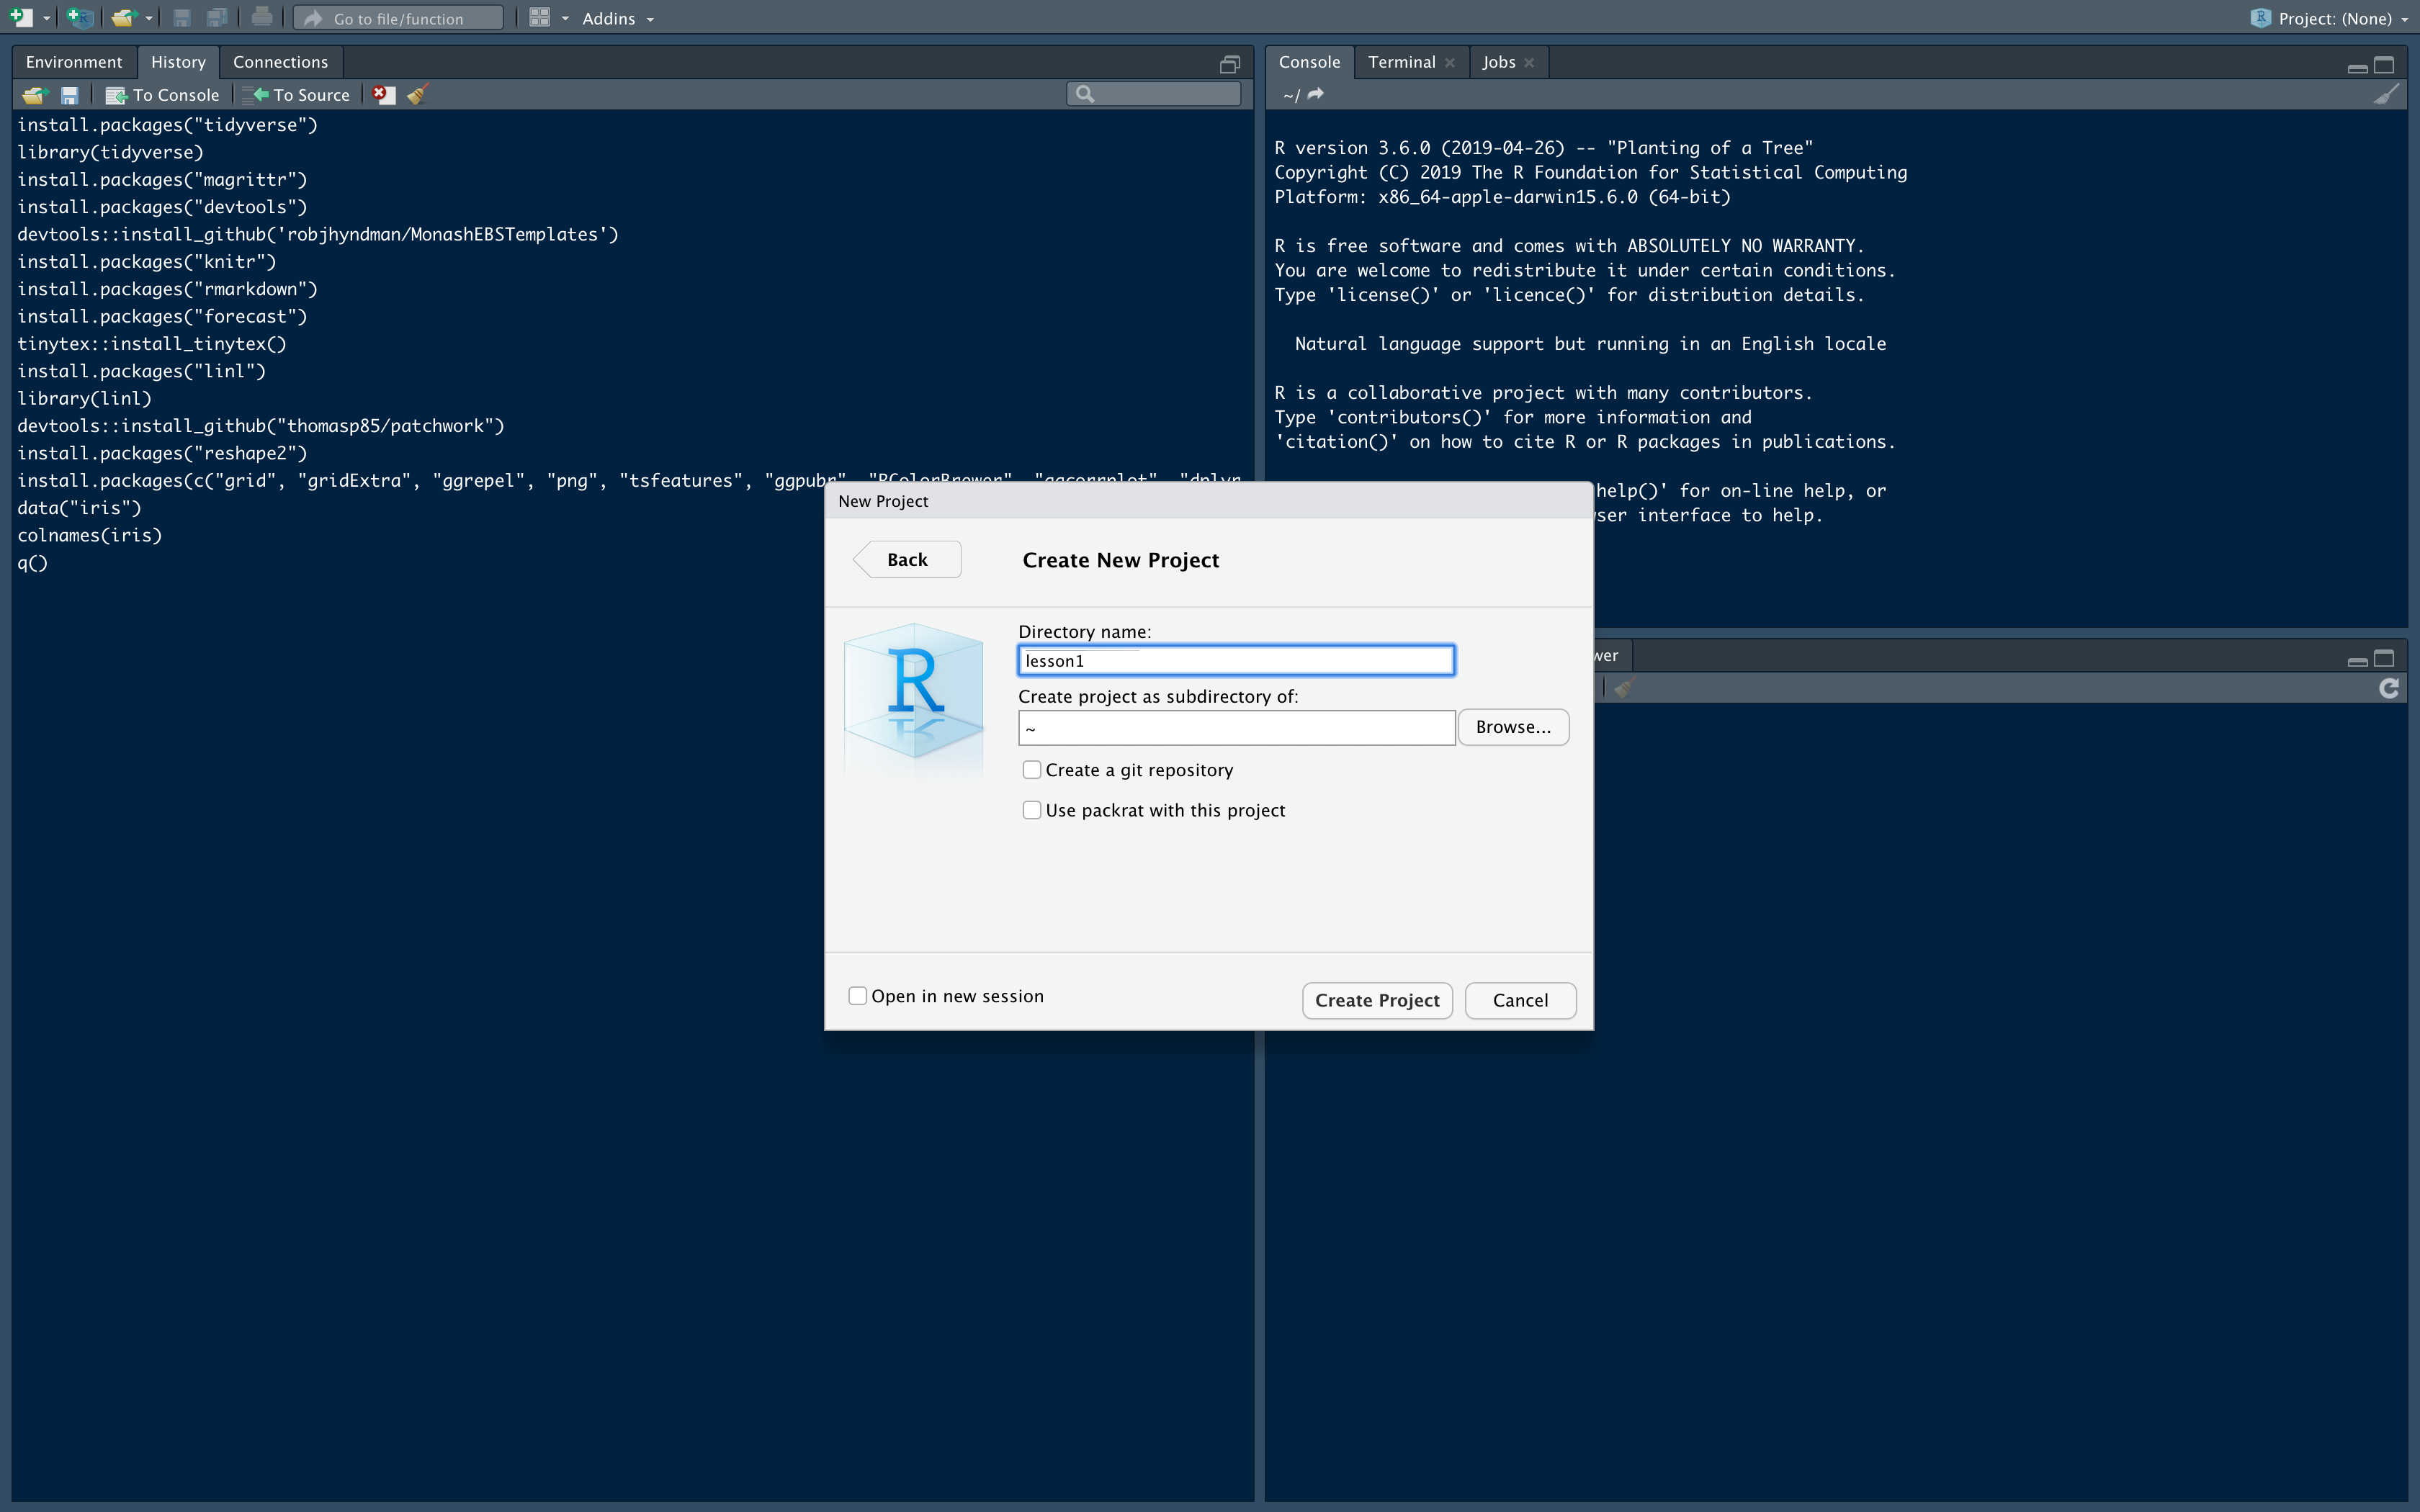 Go to file/function
Addins
Project: (None)
Environment
History
Connections
To Console
To Source
install.packages("tidyverse")
library(tidyverse)
install.packages("magrittr")
install.packages("devtools")
devtools::install_github('robjhyndman/MonashEBSTemplates')
install.packages("knitr")
install.packages("rmarkdown")
install.packages("forecast")
tinytex::install_tinytex()
install.packages("linl")
library(linl)
devtools::install_github("thomasp85/patchwork")
install.packages("reshape2")
install.packages(c("grid", "gridExtra", "ggrepel", "png", "tsfeatures", "ggpubr", "RColorBrewer", "ggcorrplot", "dplyr
data("iris")
colnames(iris)
q()
Console
Terminal
Jobs
~/
R version 3.6.0 (2019-04-26) -- "Planting of a Tree"
Copyright (C) 2019 The R Foundation for Statistical Computing
Platform: x86_64-apple-darwin15.6.0 (64-bit)
R is free software and comes with ABSOLUTELY NO WARRANTY.
You are welcome to redistribute it under certain conditions.
Type 'license()' or 'licence()' for distribution details.
Natural language support but running in an English locale
R is a collaborative project with many contributors.
Type 'contributors()' for more information and
'citation()' on how to cite R or R packages in publications.
help()' for on-line help, or
ser interface to help.
wer
New Project
Back
Create New Project
R
Directory name:
lesson1
Create project as subdirectory of:
~
Browse...
Create a git repository
Use packrat with this project
Open in new session
Create Project
Cancel